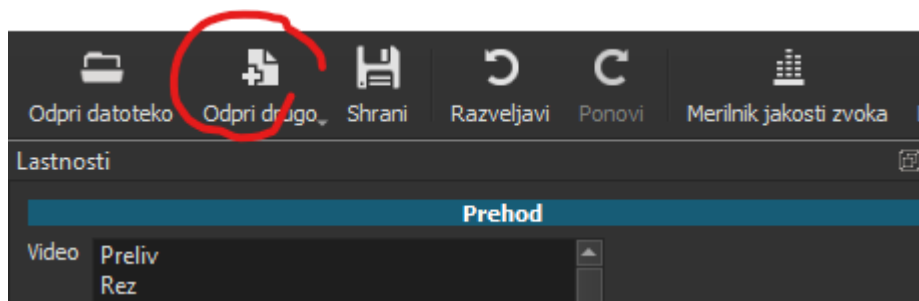 Odpri datoteko Odpri drugo Shrani Razveljavi Ponovi Merilnik jakosti zvoka
Lastnosti
Prehod
Video Preliv
Rez